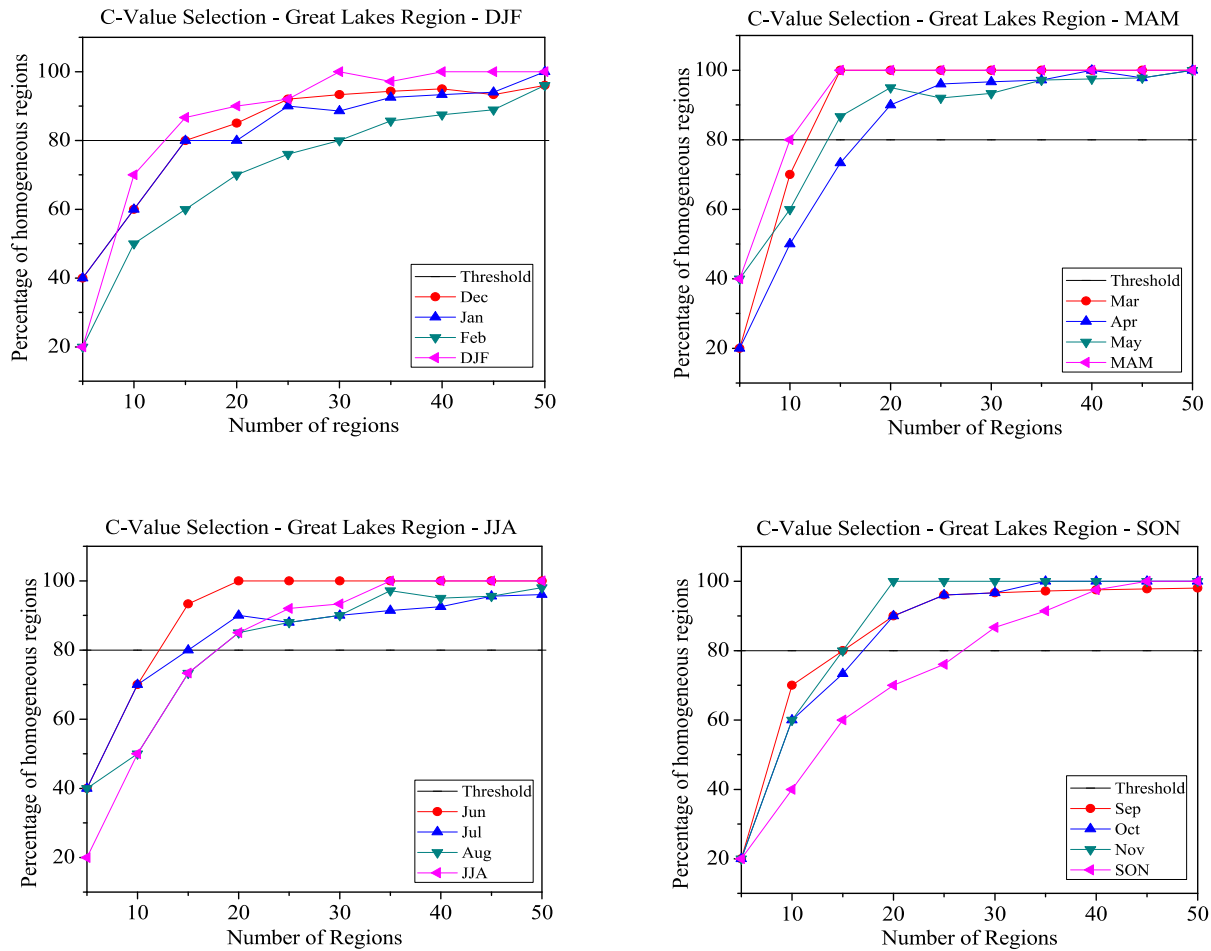 C-Value Selection - Great Lakes Region - DJF
Percentage of homogeneous regions
100
80
60
40
20
Threshold
Dec
Jan
Feb
DJF
10 20 30 40 50
Number of regions
C-Value Selection - Great Lakes Region - MAM
Percentage of homogeneous regions
100
80
60
40
20
Threshold
Mar
Apr
May
MAM
10 20 30 40 50
Number of Regions
C-Value Selection - Great Lakes Region - JJA
Percentage of homogeneous regions
100
80
60
40
20
Threshold
Jun
Jul
Aug
JJA
10 20 30 40 50
Number of Regions
C-Value Selection - Great Lakes Region - SON
Percentage of homogeneous regions
100
80
60
40
20
Threshold
Sep
Oct
Nov
SON
10 20 30 40 50
Number of Regions